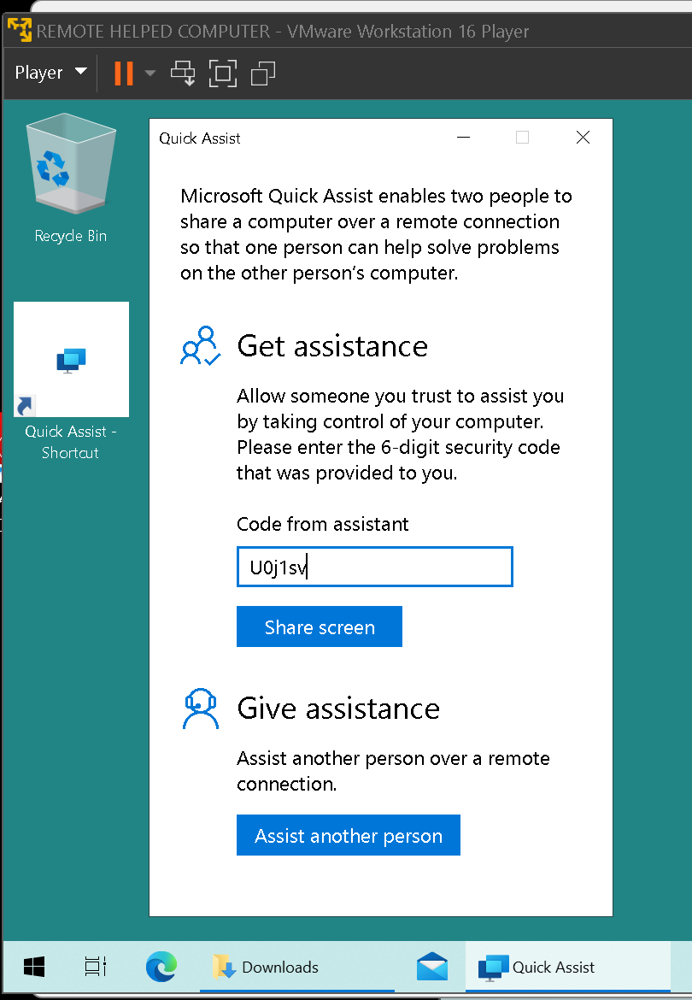 REMOTE HELPED COMPUTER - VMware Workstation 16 Player
Player
Recycle Bin
Quick Assist -
Shortcut
Quick Assist
Microsoft Quick Assist enables two people to
share a computer over a remote connection
so that one person can help solve problems
on the other person's computer.
Get assistance
Allow someone you trust to assist you
by taking control of your computer.
Please enter the 6-digit security code
that was provided to you.
Code from assistant
U0j1sv
Share screen
Give assistance
Assist another person over a remote
connection.
Assist another person
Downloads
Quick Assist